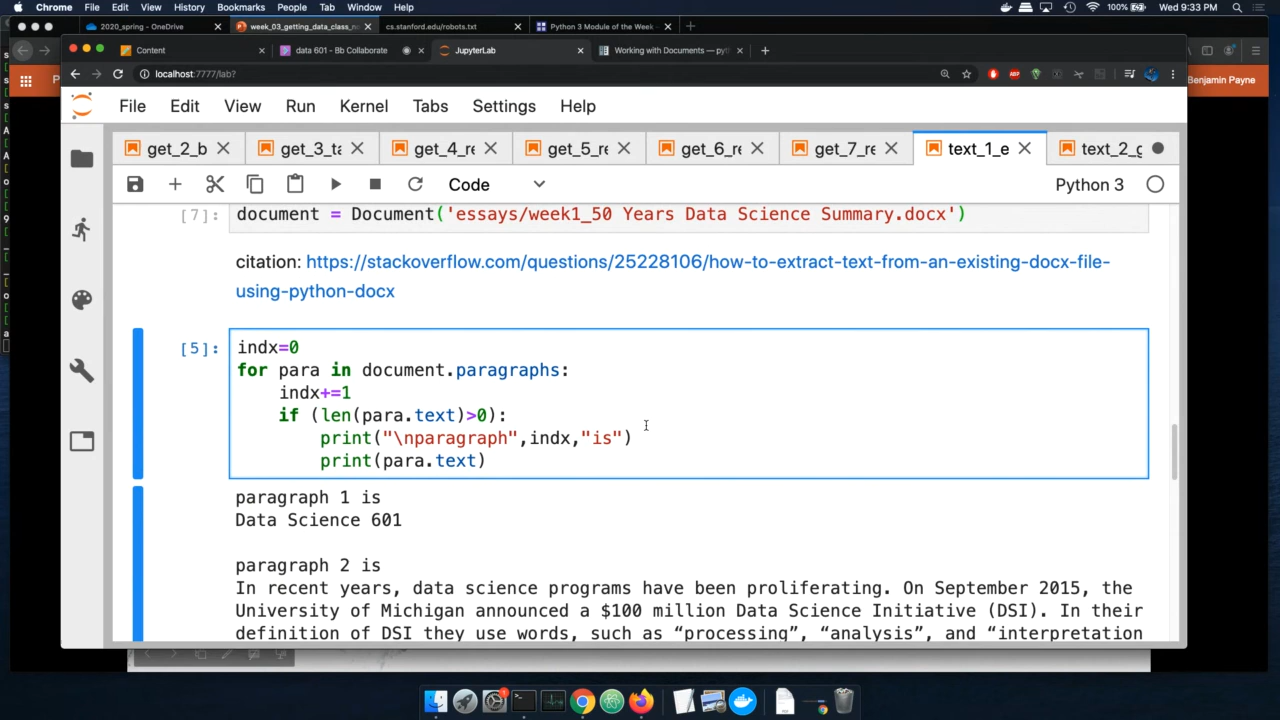 Chrome File Edit View History Bookmarks People Tab Window Help 100% Wed 9:33 PM
2020_spring - OneDrive week_03_getting_data_class_no cs.stanford.edu/robots.txt Python 3 Module of the Week -
Content data 601 - Bb Collaborate JupyterLab Working with Documents — pyt
localhost:7777/lab?
Benjamin Payne
File Edit View Run Kernel Tabs Settings Help
get_2_b get_3_ta get_4_re get_5_re get_6_re get_7_re text_1_e text_2_g
Code Python 3
[7]: document = Document('essays/week1_50 Years Data Science Summary.docx')
citation: https://stackoverflow.com/questions/25228106/how-to-extract-text-from-an-existing-docx-file-
using-python-docx
[5]: indx=0
for para in document.paragraphs:
indx+=1
if (len(para.text)>0):
print("\nparagraph",indx,"is")
print(para.text)
paragraph 1 is
Data Science 601
paragraph 2 is
In recent years, data science programs have been proliferating. On September 2015, the
University of Michigan announced a $100 million Data Science Initiative (DSI). In their
definition of DSI they use words, such as “processing”, “analysis”, and “interpretation